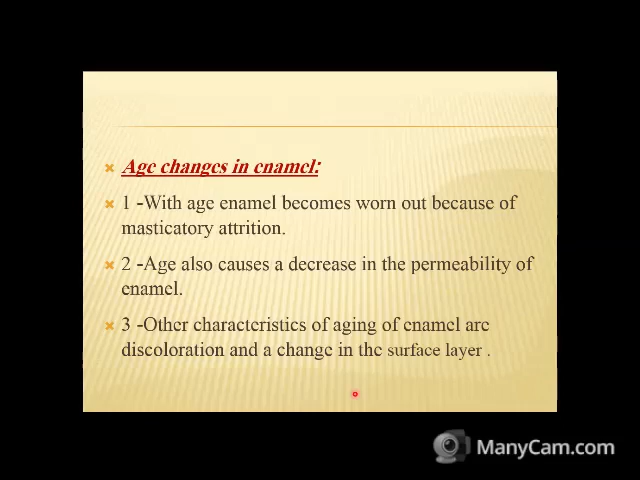 Age changes in enamel:
1 -With age enamel becomes worn out because of
masticatory attrition.
2 -Age also causes a decrease in the permeability of
enamel.
3 -Other characteristics of aging of enamel are
discoloration and a change in the surface layer .
ManyCam.com